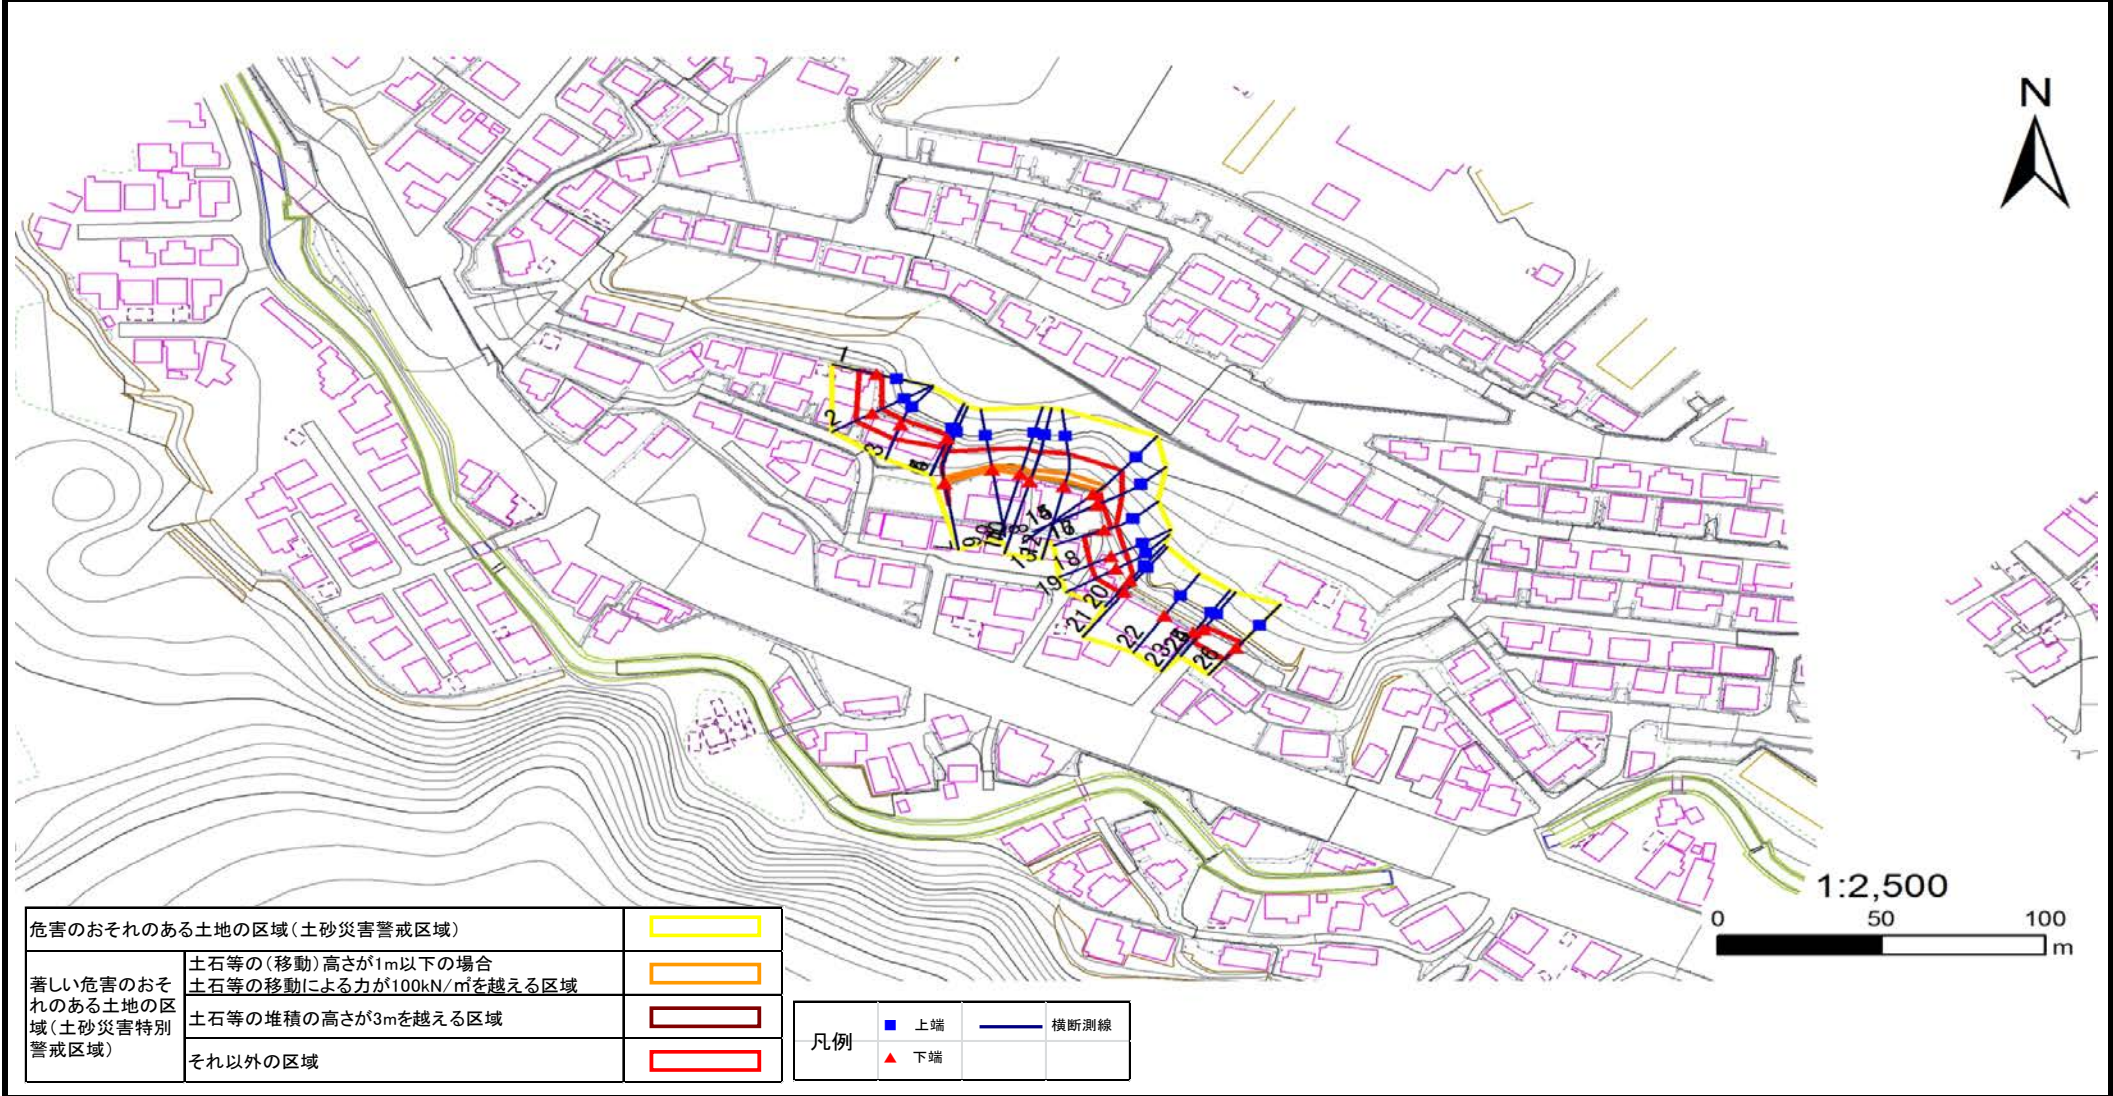 N
1
2
3
9
18
19
20
21
22
23
26
1:2,500
0 50 100
m
危害のおそれのある土地の区域(土砂災害警戒区域)
著しい危害のおそ
れのある土地の区
域(土砂災害特別
警戒区域)
土石等の(移動)高さが1m以下の場合
土石等の移動による力が100kN/㎡を越える区域
土石等の堆積の高さが3mを越える区域
それ以外の区域
凡例
上端
横断測線
下端